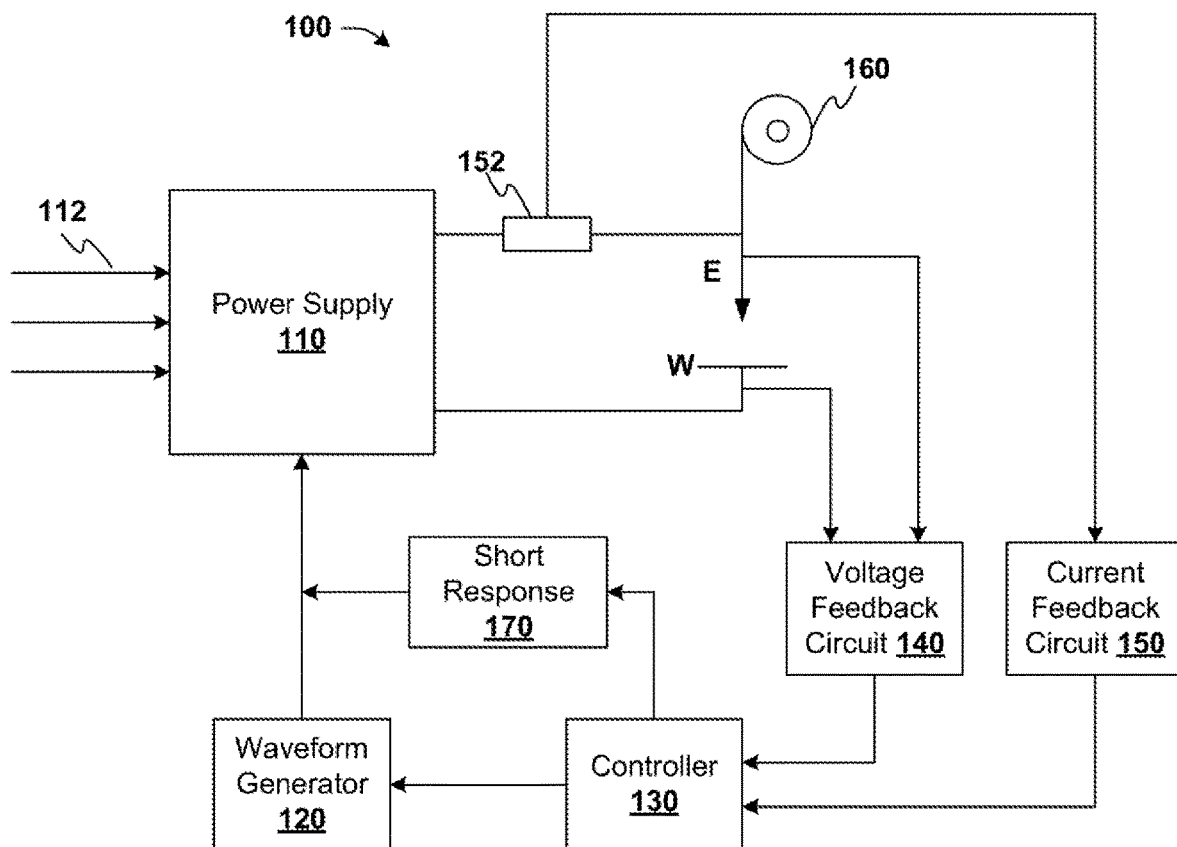 100
160
152
112
Power Supply
110
E
W
Short
Response
170
Voltage
Feedback
Circuit 140
Current
Feedback
Circuit 150
Waveform
Generator
120
Controller
130